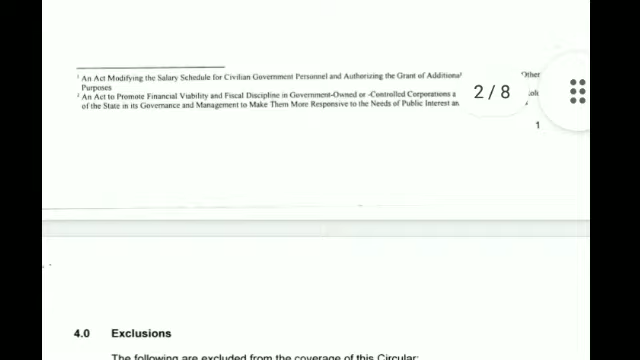 1 An Act Modifying the Salary Schedule for Civilian Government Personnel and Authorizing the Grant of Additional Other
Purposes
2 An Act to Promote Financial Viability and Fiscal Discipline in Government-Owned or -Controlled Corporations a
of the State in its Governance and Management to Make Them More Responsive to the Needs of Public Interest an
2 / 8
1
4.0 Exclusions
The following are excluded from the coverage of this Circular: